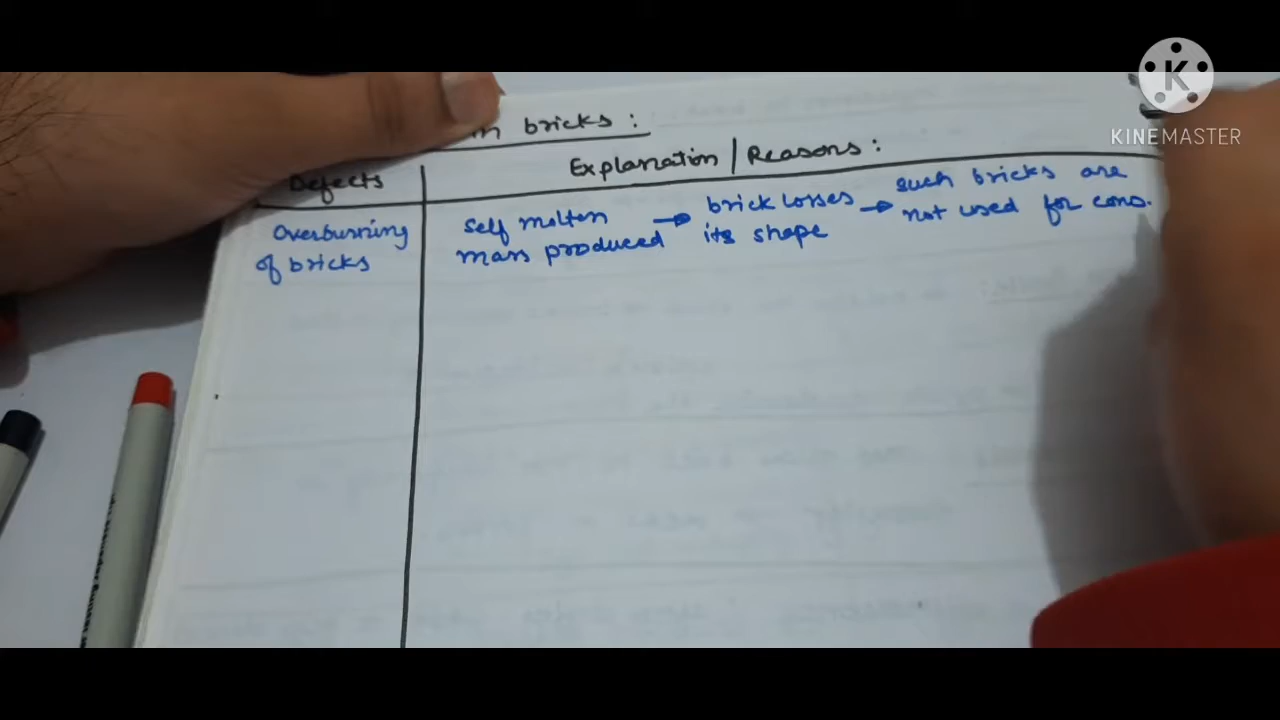 in bricks :
Defects
Explanation | Reasons :
Overburning
of bricks
self molten
mass produced
→ brick losses
its shape
→ such bricks are
not used for cons.
K
KINEMASTER